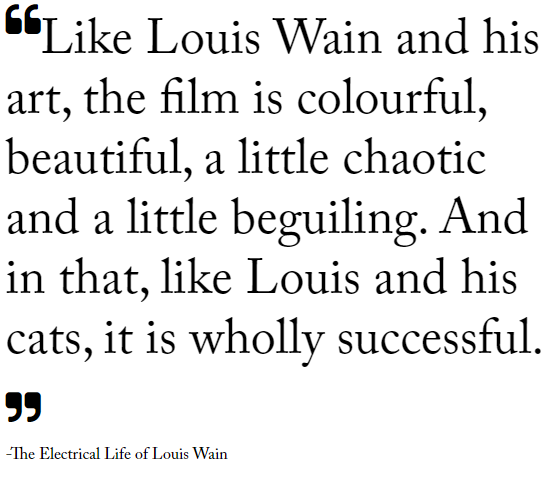 ❝Like Louis Wain and his
art, the film is colourful,
beautiful, a little chaotic
and a little beguiling. And
in that, like Louis and his
cats, it is wholly successful.
❞
-The Electrical Life of Louis Wain